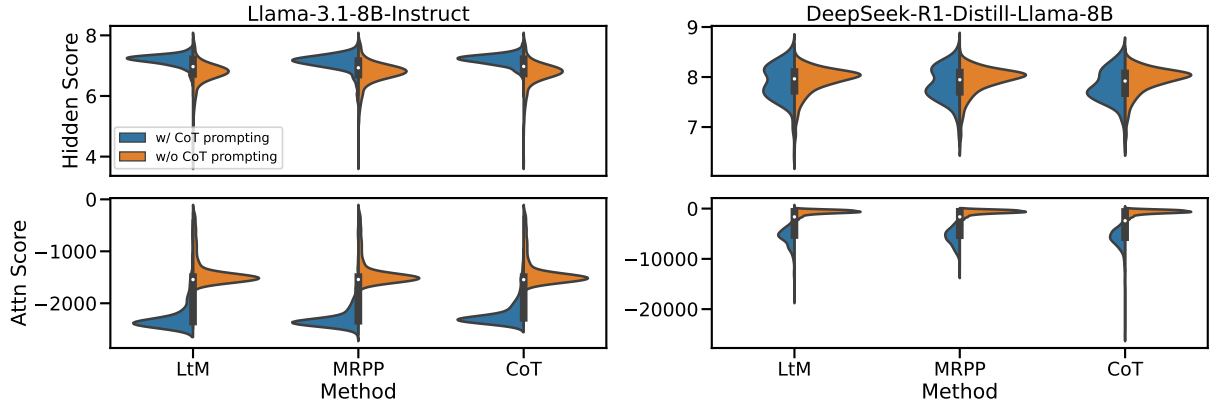 Llama-3.1-8B-Instruct
DeepSeek-R1-Distill-Llama-8B
Hidden Score
8
6
4
w/ CoT prompting
w/o CoT prompting
9
8
7
Attn Score
0
−1000
−2000
0
−10000
−20000
LtM MRPP CoT
Method
LtM MRPP CoT
Method